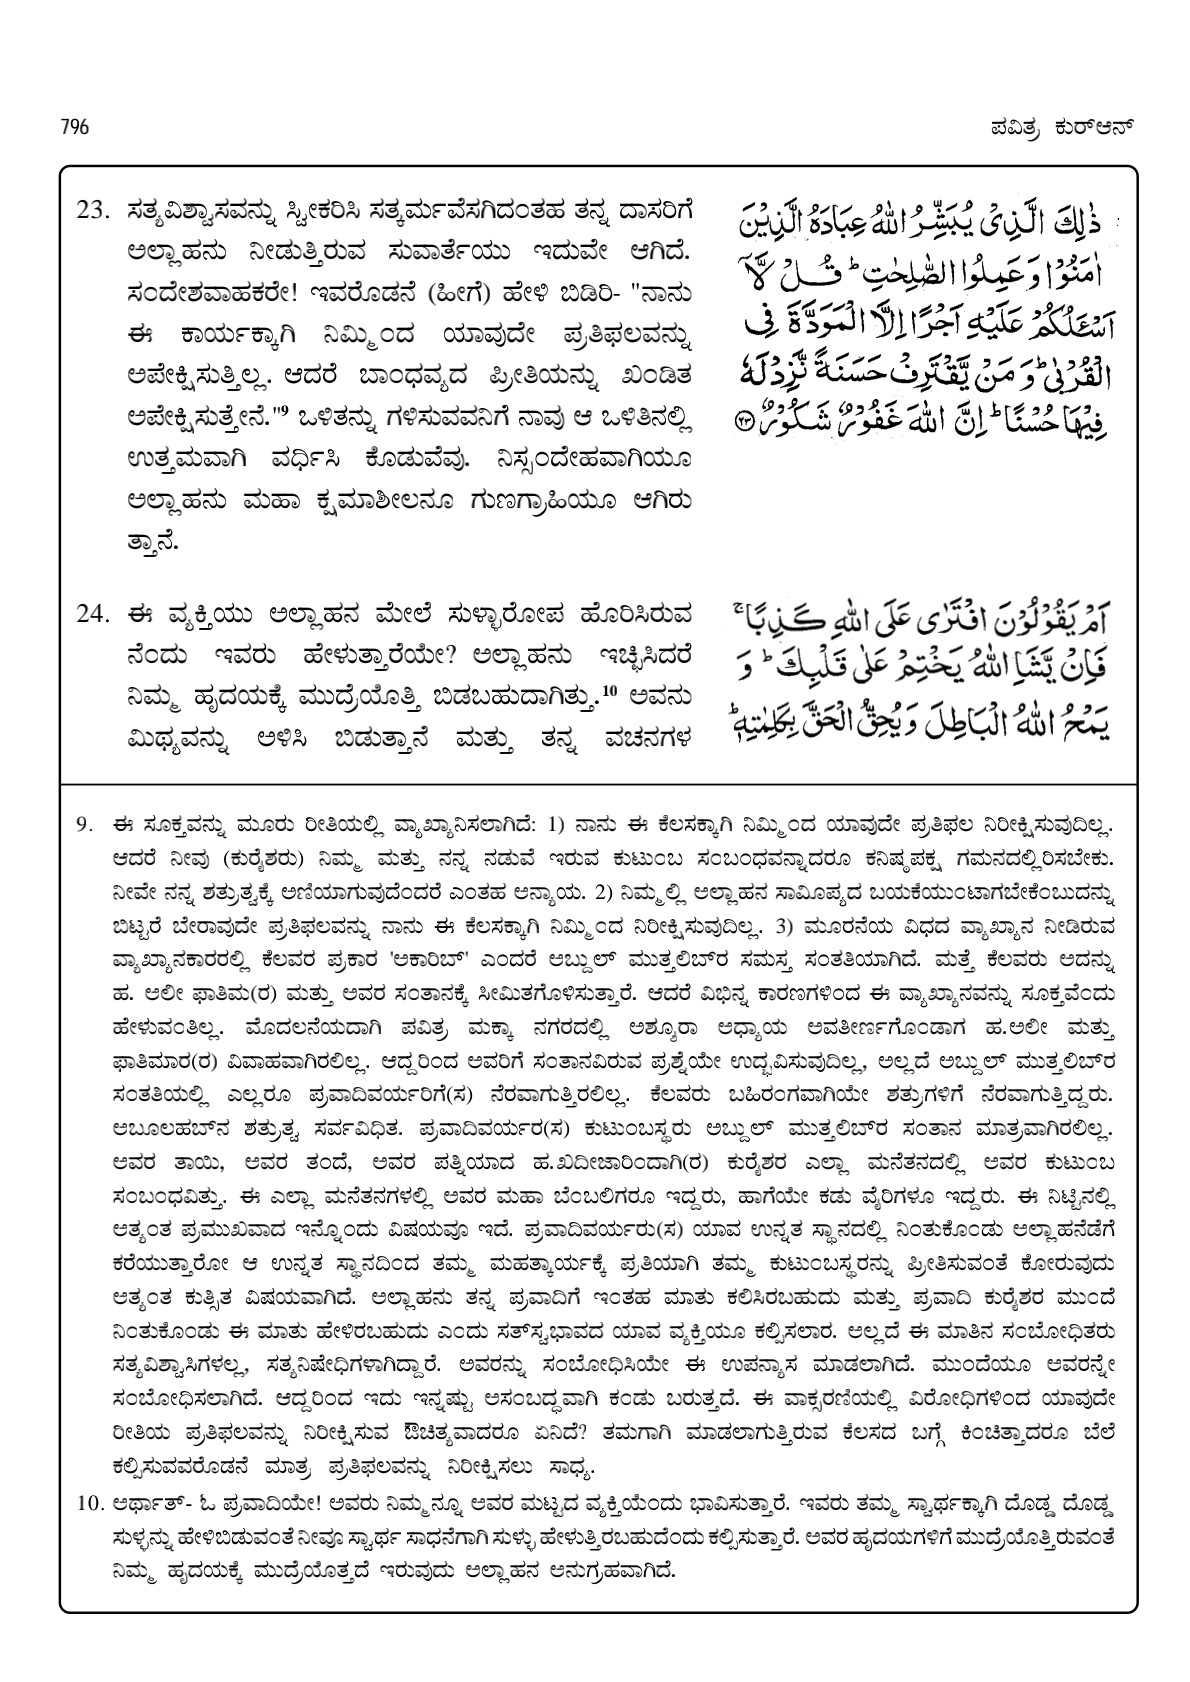 796
ಪವಿತ್ರ ಕುರ್‌ಆನ್
23. ಸತ್ಯವಿಶ್ವಾಸವನ್ನು ಸ್ವೀಕರಿಸಿ ಸತ್ಕರ್ಮವೆಸಗಿದಂತಹ ತನ್ನ ದಾಸರಿಗೆ
ಅಲ್ಲಾಹನು ನೀಡುತ್ತಿರುವ ಸುವಾರ್ತೆಯು ಇದುವೇ ಆಗಿದೆ.
ಸಂದೇಶವಾಹಕರೇ! ಇವರೊಡನೆ (ಹೀಗೆ) ಹೇಳಿ ಬಿಡಿರಿ- "ನಾನು
ಈ ಕಾರ್ಯಕ್ಕಾಗಿ ನಿಮ್ಮಿಂದ ಯಾವುದೇ ಪ್ರತಿಫಲವನ್ನು
ಅಪೇಕ್ಷಿಸುತ್ತಿಲ್ಲ. ಆದರೆ ಬಾಂಧವ್ಯದ ಪ್ರೀತಿಯನ್ನು ಖಂಡಿತ
ಅಪೇಕ್ಷಿಸುತ್ತೇನೆ."9 ಒಳಿತನ್ನು ಗಳಿಸುವವನಿಗೆ ನಾವು ಆ ಒಳಿತಿನಲ್ಲಿ
ಉತ್ತಮವಾಗಿ ವರ್ಧಿಸಿ ಕೊಡುವೆವು. ನಿಸ್ಸಂದೇಹವಾಗಿಯೂ
ಅಲ್ಲಾಹನು ಮಹಾ ಕ್ಷಮಾಶೀಲನೂ ಗುಣಗ್ರಾಹಿಯೂ ಆಗಿರು
ತ್ತಾನೆ.
ذٰلِكَ الَّذِىْ يُبَشِّرُ اللّٰهُ عِبَادَهُ الَّذِيْنَ
اٰمَنُوْا وَعَمِلُوا الصّٰلِحٰتِ ؕ قُلْ لَّاۤ
اَسْـَٔلُكُمْ عَلَيْهِ اَجْرًا اِلَّا الْمَوَدَّةَ فِى
الْقُرْبٰى ؕ وَمَنْ يَّقْتَرِفْ حَسَنَةً نَّزِدْ لَهٗ
فِيْهَا حُسْنًا ؕ اِنَّ اللّٰهَ غَفُوْرٌ شَكُوْرٌ ﴿۲۳﴾
24. ಈ ವ್ಯಕ್ತಿಯು ಅಲ್ಲಾಹನ ಮೇಲೆ ಸುಳ್ಳಾರೋಪ ಹೊರಿಸಿರುವ
ನೆಂದು ಇವರು ಹೇಳುತ್ತಾರೆಯೇ? ಅಲ್ಲಾಹನು ಇಚ್ಛಿಸಿದರೆ
ನಿಮ್ಮ ಹೃದಯಕ್ಕೆ ಮುದ್ರೆಯೊತ್ತಿ ಬಿಡಬಹುದಾಗಿತ್ತು.10 ಅವನು
ಮಿಥ್ಯವನ್ನು ಅಳಿಸಿ ಬಿಡುತ್ತಾನೆ ಮತ್ತು ತನ್ನ ವಚನಗಳ
اَمْ يَقُوْلُوْنَ افْتَرٰى عَلَى اللّٰهِ كَذِبًا ۚ
فَاِنْ يَّشَاِ اللّٰهُ يَخْتِمْ عَلٰى قَلْبِكَ ؕ وَ
يَمْحُ اللّٰهُ الْبَاطِلَ وَيُحِقُّ الْحَقَّ بِكَلِمٰتِهٖ ؕ
9. ಈ ಸೂಕ್ತವನ್ನು ಮೂರು ರೀತಿಯಲ್ಲಿ ವ್ಯಾಖ್ಯಾನಿಸಲಾಗಿದೆ: 1) ನಾನು ಈ ಕೆಲಸಕ್ಕಾಗಿ ನಿಮ್ಮಿಂದ ಯಾವುದೇ ಪ್ರತಿಫಲ ನಿರೀಕ್ಷಿಸುವುದಿಲ್ಲ.
ಆದರೆ ನೀವು (ಕುರೈಶರು) ನಿಮ್ಮ ಮತ್ತು ನನ್ನ ನಡುವೆ ಇರುವ ಕುಟುಂಬ ಸಂಬಂಧವನ್ನಾದರೂ ಕನಿಷ್ಠಪಕ್ಷ ಗಮನದಲ್ಲಿರಿಸಬೇಕು.
ನೀವೇ ನನ್ನ ಶತ್ರುತ್ವಕ್ಕೆ ಅಣಿಯಾಗುವುದೆಂದರೆ ಎಂತಹ ಅನ್ಯಾಯ. 2) ನಿಮ್ಮಲ್ಲಿ ಅಲ್ಲಾಹನ ಸಾಮೀಪ್ಯದ ಬಯಕೆಯುಂಟಾಗಬೇಕೆಂಬುದನ್ನು
ಬಿಟ್ಟರೆ ಬೇರಾವುದೇ ಪ್ರತಿಫಲವನ್ನು ನಾನು ಈ ಕೆಲಸಕ್ಕಾಗಿ ನಿಮ್ಮಿಂದ ನಿರೀಕ್ಷಿಸುವುದಿಲ್ಲ. 3) ಮೂರನೆಯ ವಿಧದ ವ್ಯಾಖ್ಯಾನ ನೀಡಿರುವ
ವ್ಯಾಖ್ಯಾನಕಾರರಲ್ಲಿ ಕೆಲವರ ಪ್ರಕಾರ 'ಅಕಾರಿಬ್' ಎಂದರೆ ಅಬ್ದುಲ್ ಮುತ್ತಲಿಬ್‌ರ ಸಮಸ್ತ ಸಂತತಿಯಾಗಿದೆ. ಮತ್ತೆ ಕೆಲವರು ಅದನ್ನು
ಹ. ಅಲೀ ಫಾತಿಮ(ರ) ಮತ್ತು ಅವರ ಸಂತಾನಕ್ಕೆ ಸೀಮಿತಗೊಳಿಸುತ್ತಾರೆ. ಆದರೆ ವಿಭಿನ್ನ ಕಾರಣಗಳಿಂದ ಈ ವ್ಯಾಖ್ಯಾನವನ್ನು ಸೂಕ್ತವೆಂದು
ಹೇಳುವಂತಿಲ್ಲ. ಮೊದಲನೆಯದಾಗಿ ಪವಿತ್ರ ಮಕ್ಕಾ ನಗರದಲ್ಲಿ ಅಶ್ಶೂರಾ ಅಧ್ಯಾಯ ಅವತೀರ್ಣಗೊಂಡಾಗ ಹ.ಅಲೀ ಮತ್ತು
ಫಾತಿಮಾರ(ರ) ವಿವಾಹವಾಗಿರಲಿಲ್ಲ. ಆದ್ದರಿಂದ ಅವರಿಗೆ ಸಂತಾನವಿರುವ ಪ್ರಶ್ನೆಯೇ ಉದ್ಭವಿಸುವುದಿಲ್ಲ, ಅಲ್ಲದೆ ಅಬ್ದುಲ್ ಮುತ್ತಲಿಬ್‌ರ
ಸಂತತಿಯಲ್ಲಿ ಎಲ್ಲರೂ ಪ್ರವಾದಿವರ್ಯರಿಗೆ(ಸ) ನೆರವಾಗುತ್ತಿರಲಿಲ್ಲ. ಕೆಲವರು ಬಹಿರಂಗವಾಗಿಯೇ ಶತ್ರುಗಳಿಗೆ ನೆರವಾಗುತ್ತಿದ್ದರು.
ಅಬೂಲಹಬ್‌ನ ಶತ್ರುತ್ವ ಸರ್ವವಿಧಿತ. ಪ್ರವಾದಿವರ್ಯರ(ಸ) ಕುಟುಂಬಸ್ಥರು ಅಬ್ದುಲ್ ಮುತ್ತಲಿಬ್‌ರ ಸಂತಾನ ಮಾತ್ರವಾಗಿರಲಿಲ್ಲ.
ಅವರ ತಾಯಿ, ಅವರ ತಂದೆ, ಅವರ ಪತ್ನಿಯಾದ ಹ.ಖದೀಜಾರಿಂದಾಗಿ(ರ) ಕುರೈಶರ ಎಲ್ಲಾ ಮನೆತನದಲ್ಲಿ ಅವರ ಕುಟುಂಬ
ಸಂಬಂಧವಿತ್ತು. ಈ ಎಲ್ಲಾ ಮನೆತನಗಳಲ್ಲಿ ಅವರ ಮಹಾ ಬೆಂಬಲಿಗರೂ ಇದ್ದರು, ಹಾಗೆಯೇ ಕಡು ವೈರಿಗಳೂ ಇದ್ದರು. ಈ ನಿಟ್ಟಿನಲ್ಲಿ
ಅತ್ಯಂತ ಪ್ರಮುಖವಾದ ಇನ್ನೊಂದು ವಿಷಯವೂ ಇದೆ. ಪ್ರವಾದಿವರ್ಯರು(ಸ) ಯಾವ ಉನ್ನತ ಸ್ಥಾನದಲ್ಲಿ ನಿಂತುಕೊಂಡು ಅಲ್ಲಾಹನೆಡೆಗೆ
ಕರೆಯುತ್ತಾರೋ ಆ ಉನ್ನತ ಸ್ಥಾನದಿಂದ ತಮ್ಮ ಮಹತ್ಕಾರ್ಯಕ್ಕೆ ಪ್ರತಿಯಾಗಿ ತಮ್ಮ ಕುಟುಂಬಸ್ಥರನ್ನು ಪ್ರೀತಿಸುವಂತೆ ಕೋರುವುದು
ಅತ್ಯಂತ ಕುತ್ಸಿತ ವಿಷಯವಾಗಿದೆ. ಅಲ್ಲಾಹನು ತನ್ನ ಪ್ರವಾದಿಗೆ ಇಂತಹ ಮಾತು ಕಲಿಸಿರಬಹುದು ಮತ್ತು ಪ್ರವಾದಿ ಕುರೈಶರ ಮುಂದೆ
ನಿಂತುಕೊಂಡು ಈ ಮಾತು ಹೇಳಿರಬಹುದು ಎಂದು ಸತ್‌ಸ್ವಭಾವದ ಯಾವ ವ್ಯಕ್ತಿಯೂ ಕಲ್ಪಿಸಲಾರ. ಅಲ್ಲದೆ ಈ ಮಾತಿನ ಸಂಬೋಧಿತರು
ಸತ್ಯವಿಶ್ವಾಸಿಗಳಲ್ಲ, ಸತ್ಯನಿಷೇಧಿಗಳಾಗಿದ್ದಾರೆ. ಅವರನ್ನು ಸಂಬೋಧಿಸಿಯೇ ಈ ಉಪನ್ಯಾಸ ಮಾಡಲಾಗಿದೆ. ಮುಂದೆಯೂ ಅವರನ್ನೇ
ಸಂಬೋಧಿಸಲಾಗಿದೆ. ಆದ್ದರಿಂದ ಇದು ಇನ್ನಷ್ಟು ಅಸಂಬದ್ಧವಾಗಿ ಕಂಡು ಬರುತ್ತದೆ. ಈ ವಾಕ್ಸರಣಿಯಲ್ಲಿ ವಿರೋಧಿಗಳಿಂದ ಯಾವುದೇ
ರೀತಿಯ ಪ್ರತಿಫಲವನ್ನು ನಿರೀಕ್ಷಿಸುವ ಔಚಿತ್ಯವಾದರೂ ಏನಿದೆ? ತಮಗಾಗಿ ಮಾಡಲಾಗುತ್ತಿರುವ ಕೆಲಸದ ಬಗ್ಗೆ ಕಿಂಚಿತ್ತಾದರೂ ಬೆಲೆ
ಕಲ್ಪಿಸುವವರೊಡನೆ ಮಾತ್ರ ಪ್ರತಿಫಲವನ್ನು ನಿರೀಕ್ಷಿಸಲು ಸಾಧ್ಯ.
10. ಅರ್ಥಾತ್- ಓ ಪ್ರವಾದಿಯೇ! ಅವರು ನಿಮ್ಮನ್ನೂ ಅವರ ಮಟ್ಟದ ವ್ಯಕ್ತಿಯೆಂದು ಭಾವಿಸುತ್ತಾರೆ. ಇವರು ತಮ್ಮ ಸ್ವಾರ್ಥಕ್ಕಾಗಿ ದೊಡ್ಡ ದೊಡ್ಡ
ಸುಳ್ಳನ್ನು ಹೇಳಿಬಿಡುವಂತೆ ನೀವೂ ಸ್ವಾರ್ಥ ಸಾಧನೆಗಾಗಿ ಸುಳ್ಳು ಹೇಳುತ್ತಿರಬಹುದೆಂದು ಕಲ್ಪಿಸುತ್ತಾರೆ. ಅವರ ಹೃದಯಗಳಿಗೆ ಮುದ್ರೆಯೊತ್ತಿರುವಂತೆ
ನಿಮ್ಮ ಹೃದಯಕ್ಕೆ ಮುದ್ರೆಯೊತ್ತದೆ ಇರುವುದು ಅಲ್ಲಾಹನ ಅನುಗ್ರಹವಾಗಿದೆ.